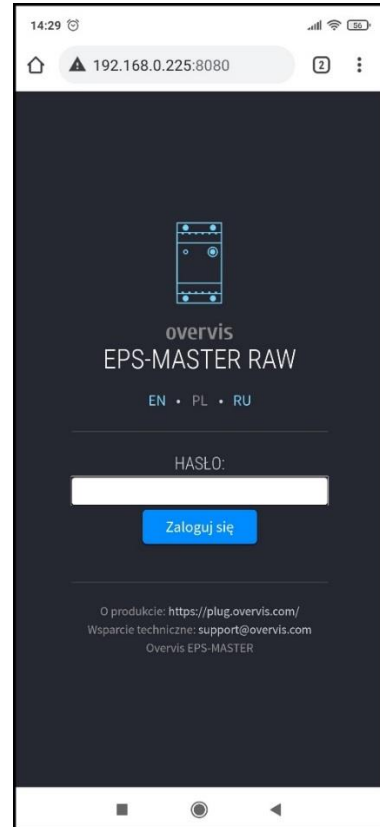 14:29
56
192.168.0.225:8080
2
overvis
EPS-MASTER RAW
EN • PL • RU
HASŁO:
Zaloguj się
O produkcie: https://plug.overvis.com/
Wsparcie techniczne: support@overvis.com
Overvis EPS-MASTER